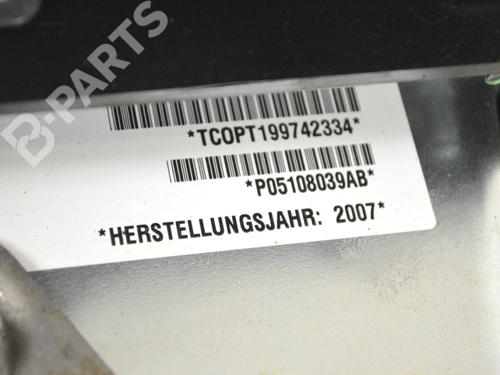 B-PARTS
*TCOPT199742334*
*P05108039AB*
*HERSTELLUNGSJAHR: 2007*